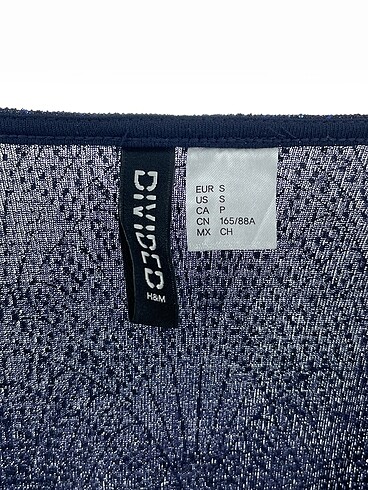 DIVIDED
H&M
EUR S
US S
CA P
CN 165/88A
MX CH